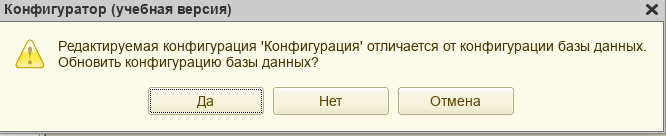 Конфигуратор (учебная версия)
Редактируемая конфигурация 'Конфигурация' отличается от конфигурации базы данных.
Обновить конфигурацию базы данных?
Да Нет Отмена